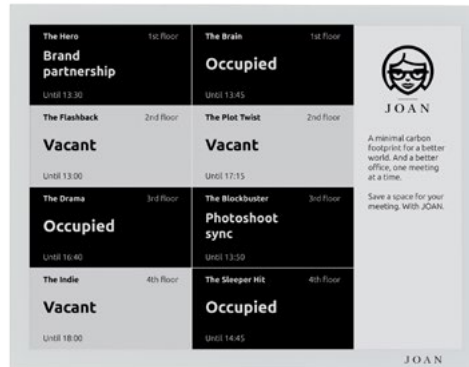 The Hero 1st floor
Brand
partnership
Until 13:30
The Brain 1st floor
Occupied
Until 13:45
The Flashback 2nd floor
Vacant
Until 13:00
The Plot Twist 2nd floor
Vacant
Until 17:15
The Drama 3rd floor
Occupied
Until 16:40
The Blockbuster 3rd floor
Photoshoot
sync
Until 13:50
The Indie 4th floor
Vacant
Until 18:00
The Sleeper Hit 4th floor
Occupied
Until 14:45
JOAN
A minimal carbon
footprint for a better
world. And a better
office, one meeting
at a time.
Save a space for your
meeting. With JOAN.
JOAN